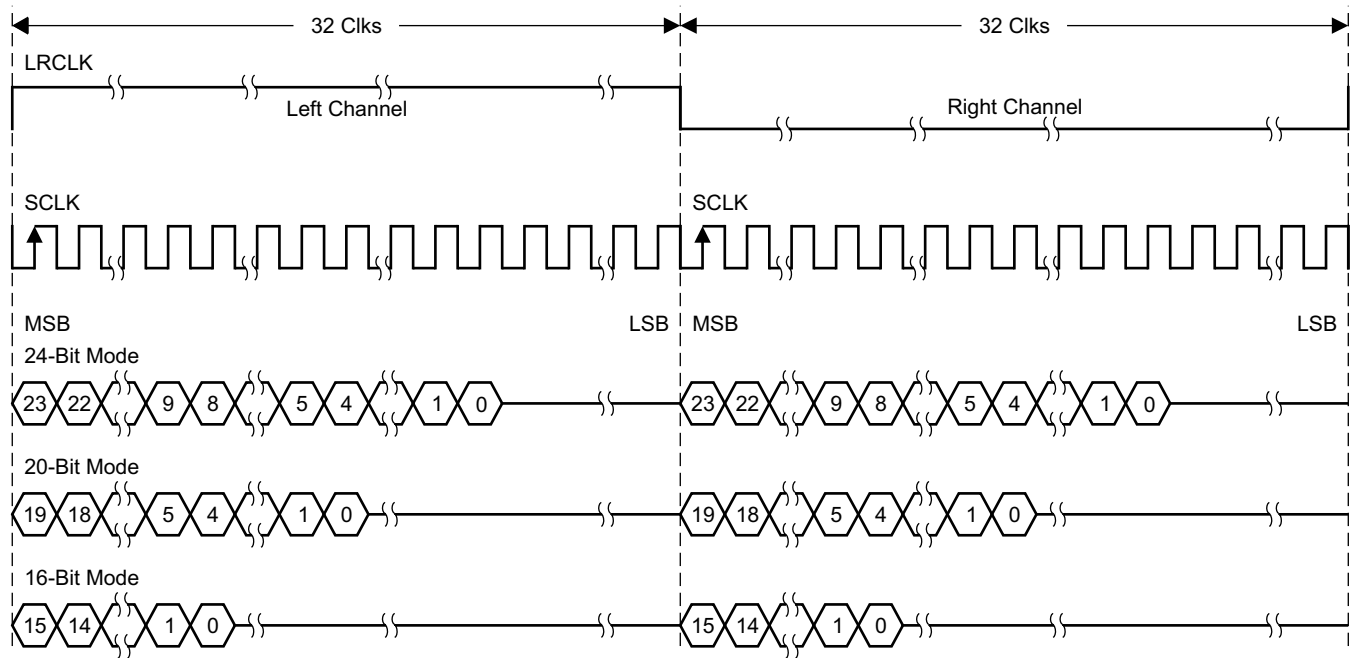 32 Clks 32 Clks
LRCLK
Left Channel Right Channel
SCLK SCLK
MSB LSB MSB LSB
24-Bit Mode
23 22 9 8 5 4 1 0 23 22 9 8 5 4 1 0
20-Bit Mode
19 18 5 4 1 0 19 18 5 4 1 0
16-Bit Mode
15 14 1 0 15 14 1 0